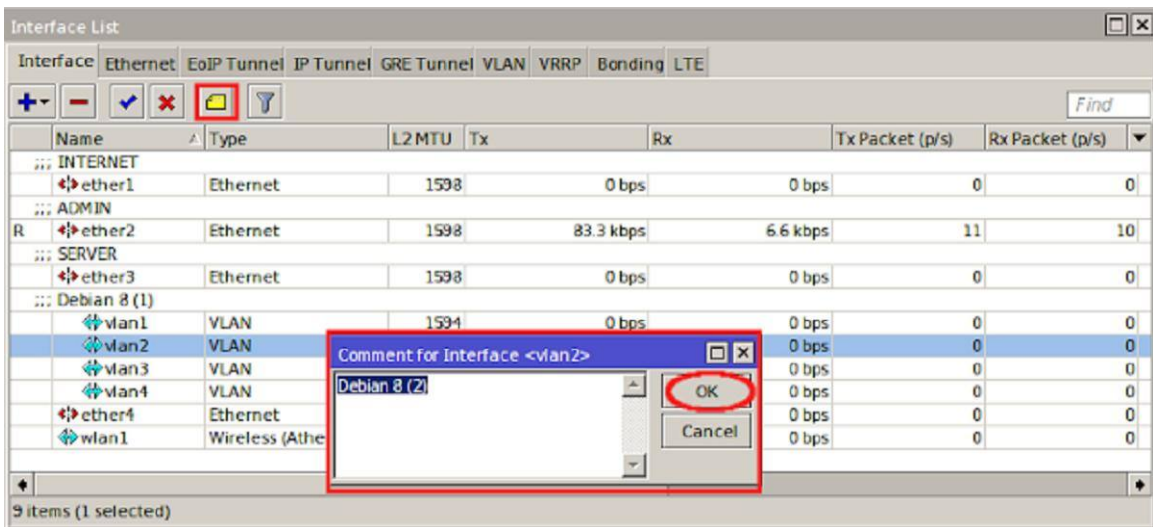 Interface List
Interface Ethernet EoIP Tunnel IP Tunnel GRE Tunnel VLAN VRRP Bonding LTE
Find
Name Type L2 MTU Tx Rx Tx Packet (p/s) Rx Packet (p/s)
;;; INTERNET
ether1 Ethernet 1598 0 bps 0 bps 0 0
;;; ADMIN
R ether2 Ethernet 1598 83.3 kbps 6.6 kbps 11 10
;;; SERVER
ether3 Ethernet 1598 0 bps 0 bps 0 0
;;; Debian 8 (1)
vlan1 VLAN 1594 0 bps 0 bps 0 0
vlan2 VLAN 0 bps 0 0
vlan3 VLAN 0 bps 0 0
vlan4 VLAN 0 bps 0 0
ether4 Ethernet 0 bps 0 0
wlan1 Wireless (Athe 0 bps 0 0
Comment for Interface <vlan2>
Debian 8 (2)
OK
Cancel
9 items (1 selected)